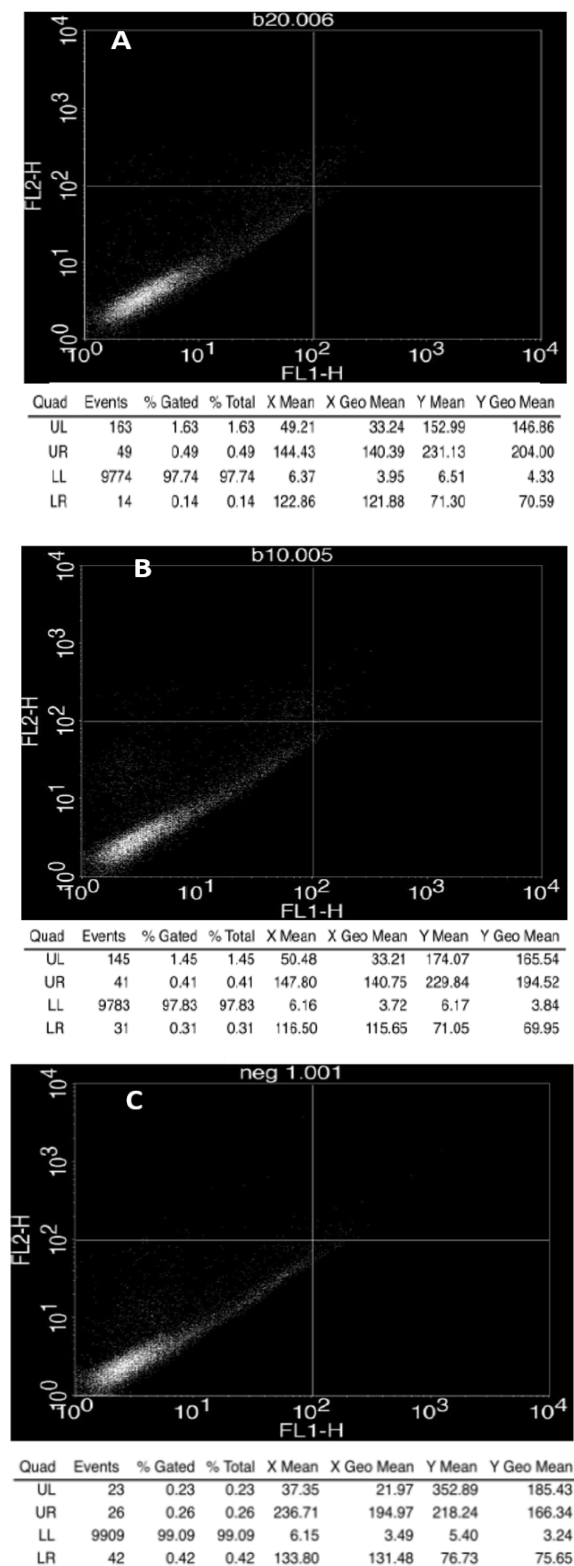 b20.006
A
10^4
10^3
10^2
10^1
10^0
FL2-H
10^0 10^1 10^2 10^3 10^4
FL1-H
Quad Events % Gated % Total X Mean X Geo Mean Y Mean Y Geo Mean
UL 163 1.63 1.63 49.21 33.24 152.99 146.86
UR 49 0.49 0.49 144.43 140.39 231.13 204.00
LL 9774 97.74 97.74 6.37 3.95 6.51 4.33
LR 14 0.14 0.14 122.86 121.88 71.30 70.59
b10.005
B
10^4
10^3
10^2
10^1
10^0
FL2-H
10^0 10^1 10^2 10^3 10^4
FL1-H
Quad Events % Gated % Total X Mean X Geo Mean Y Mean Y Geo Mean
UL 145 1.45 1.45 50.48 33.21 174.07 165.54
UR 41 0.41 0.41 147.80 140.75 229.84 194.52
LL 9783 97.83 97.83 6.16 3.72 6.17 3.84
LR 31 0.31 0.31 116.50 115.65 71.05 69.95
neg 1.001
C
10^4
10^3
10^2
10^1
10^0
FL2-H
10^0 10^1 10^2 10^3 10^4
FL1-H
Quad Events % Gated % Total X Mean X Geo Mean Y Mean Y Geo Mean
UL 23 0.23 0.23 37.35 21.97 352.89 185.43
UR 26 0.26 0.26 236.71 194.97 218.24 166.34
LL 9909 99.09 99.09 6.15 3.49 5.40 3.24
LR 42 0.42 0.42 133.80 131.48 76.73 75.65